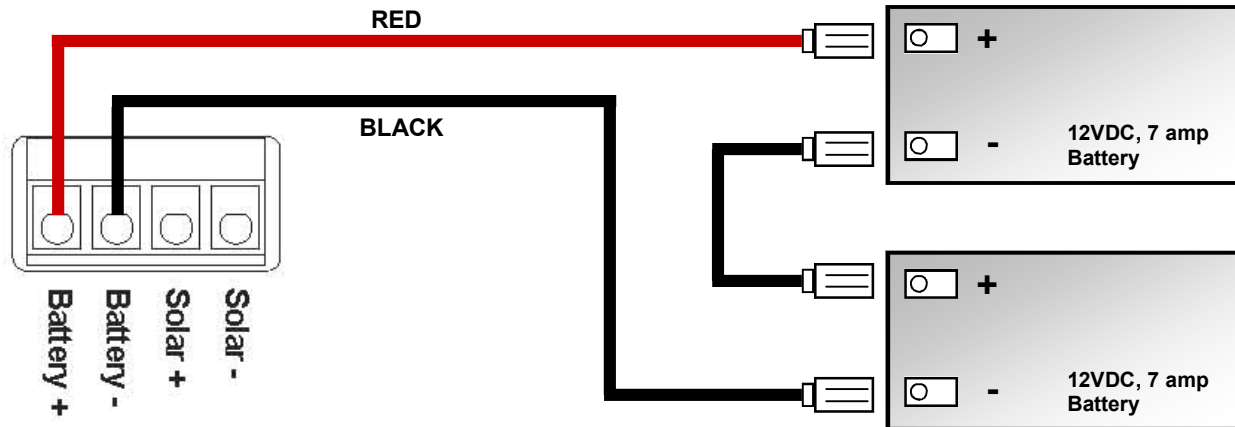 RED
+
-
12VDC, 7 amp
Battery
BLACK
Battery +
Battery -
Solar +
Solar -
+
-
12VDC, 7 amp
Battery